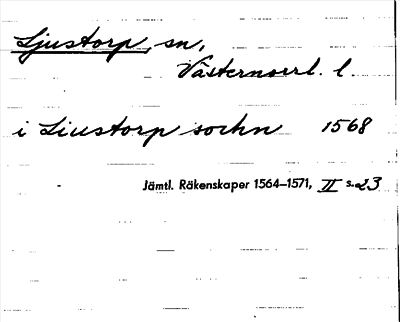 Ljustorp sn,
Västernorrl. l.
i Liustorp sochn 1568
Jämtl. Räkenskaper 1564–1571, II s. 23